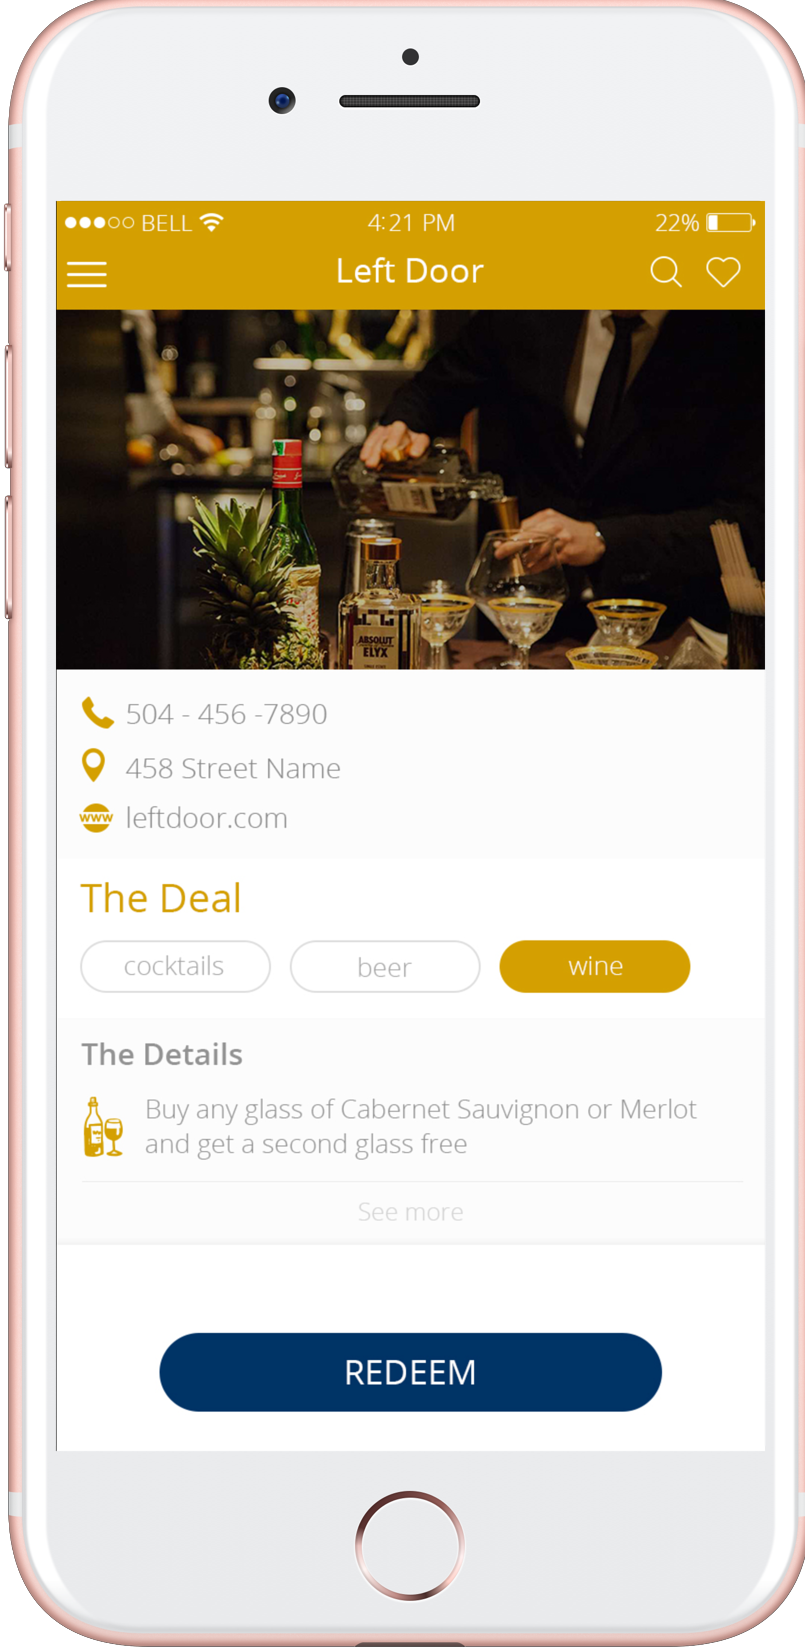 BELL 4:21 PM 22%
Left Door
ABSOLUT
ELYX
504 - 456 -7890
458 Street Name
www leftdoor.com
The Deal
cocktails beer wine
The Details
Buy any glass of Cabernet Sauvignon or Merlot
and get a second glass free
See more
REDEEM